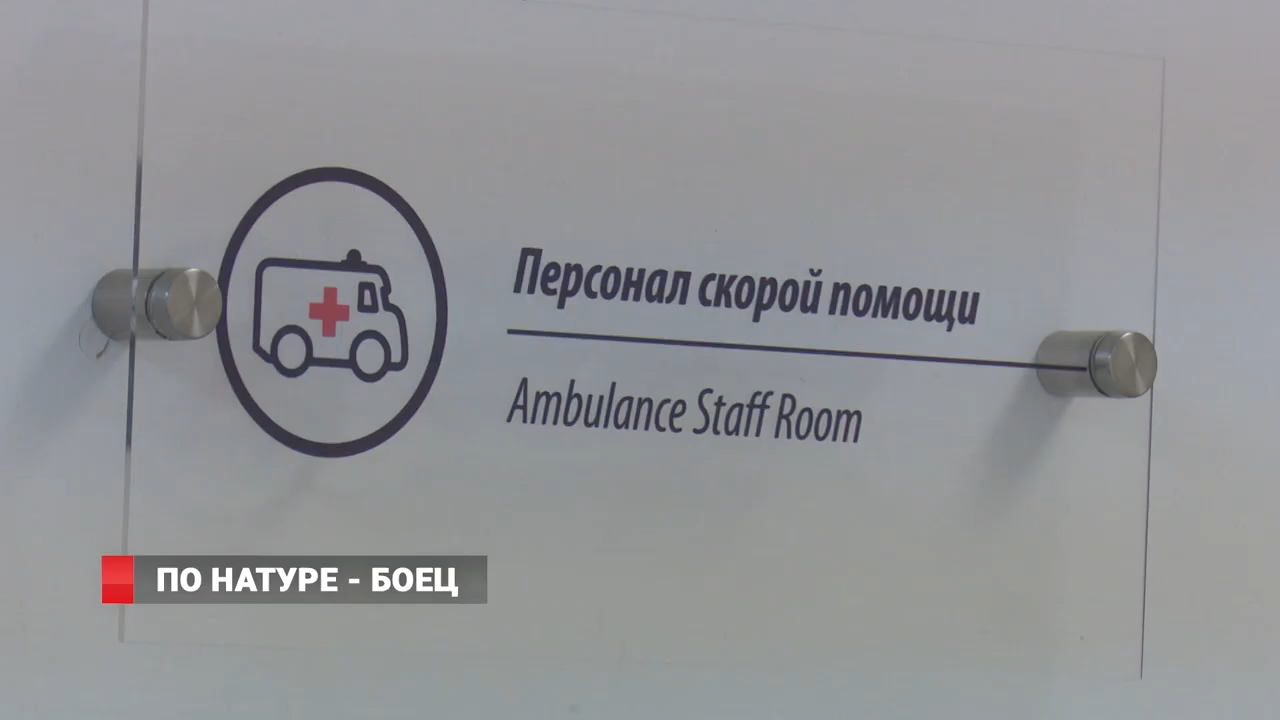 Персонал скорой помощи
Ambulance Staff Room
ПО НАТУРЕ - БОЕЦ